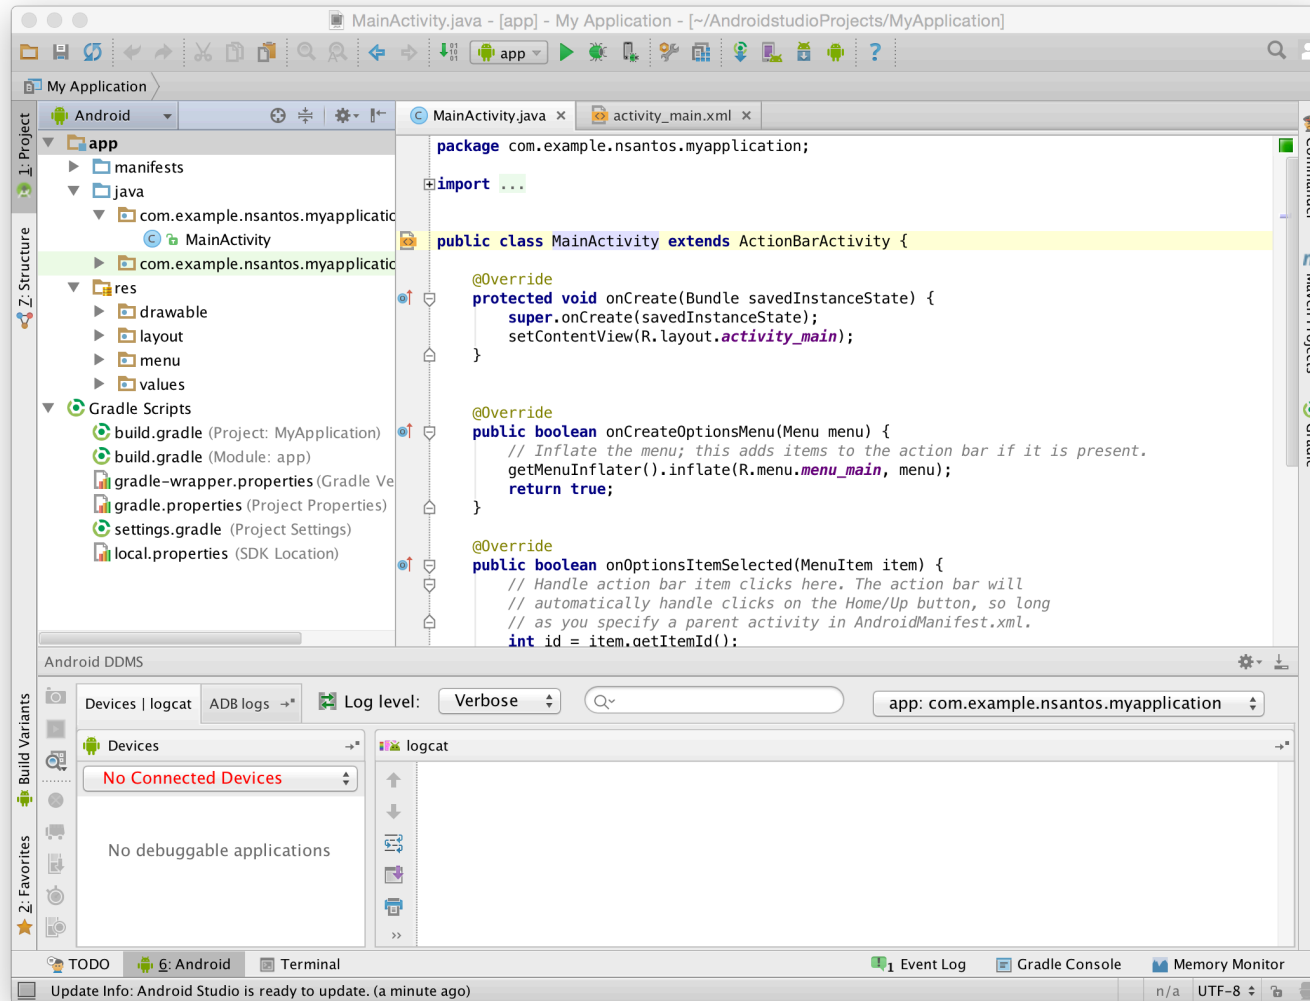 MainActivity.java - [app] - My Application - [~/AndroidstudioProjects/MyApplication]
app
My Application
Android
MainActivity.java
activity_main.xml
1: Project
Z: Structure
Build Variants
2: Favorites
app
manifests
java
com.example.nsantos.myapplicatic
MainActivity
com.example.nsantos.myapplicatic
res
drawable
layout
menu
values
Gradle Scripts
build.gradle (Project: MyApplication)
build.gradle (Module: app)
gradle-wrapper.properties (Gradle Ve
gradle.properties (Project Properties)
settings.gradle (Project Settings)
local.properties (SDK Location)
package com.example.nsantos.myapplication;
import ...
public class MainActivity extends ActionBarActivity {
@Override
protected void onCreate(Bundle savedInstanceState) {
super.onCreate(savedInstanceState);
setContentView(R.layout.activity_main);
}
@Override
public boolean onCreateOptionsMenu(Menu menu) {
// Inflate the menu; this adds items to the action bar if it is present.
getMenuInflater().inflate(R.menu.menu_main, menu);
return true;
}
@Override
public boolean onOptionsItemSelected(MenuItem item) {
// Handle action bar item clicks here. The action bar will
// automatically handle clicks on the Home/Up button, so long
// as you specify a parent activity in AndroidManifest.xml.
int id = item.getItemId();
Android DDMS
Devices | logcat
ADB logs
Log level:
Verbose
app: com.example.nsantos.myapplication
Devices
logcat
No Connected Devices
No debuggable applications
TODO
6: Android
Terminal
1 Event Log
Gradle Console
Memory Monitor
Update Info: Android Studio is ready to update. (a minute ago)
n/a
UTF-8